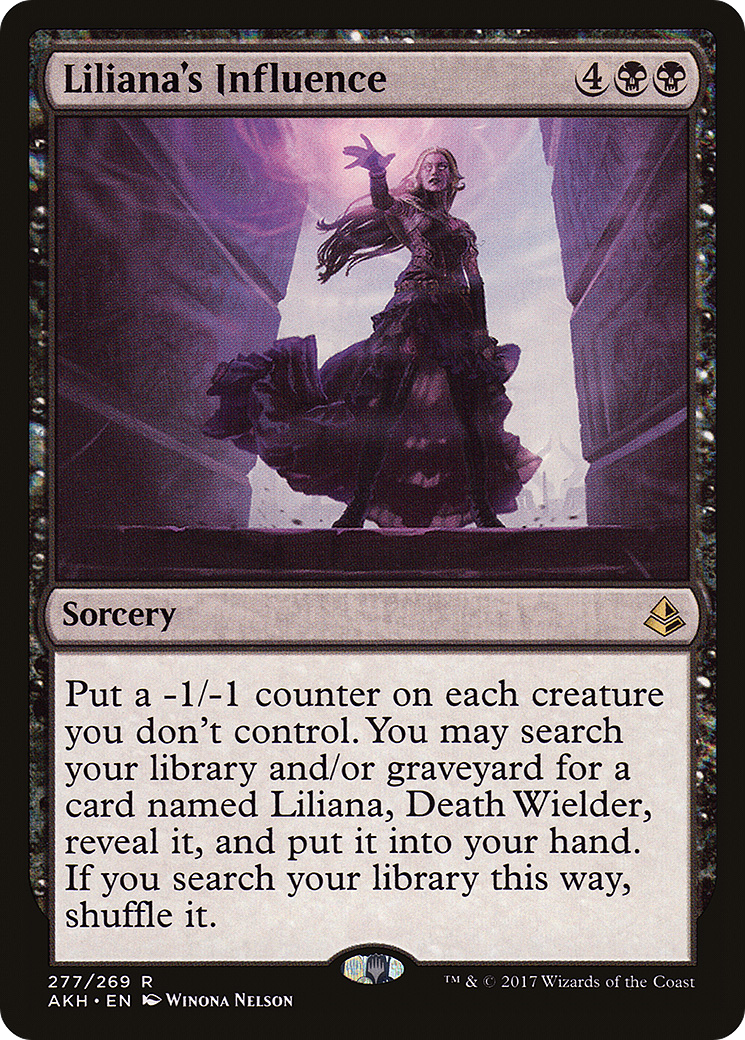 Liliana's Influence 4
Sorcery
Put a -1/-1 counter on each creature
you don't control. You may search
your library and/or graveyard for a
card named Liliana, Death Wielder,
reveal it, and put it into your hand.
If you search your library this way,
shuffle it.
277/269 R
™ & © 2017 Wizards of the Coast
AKH • EN Winona Nelson